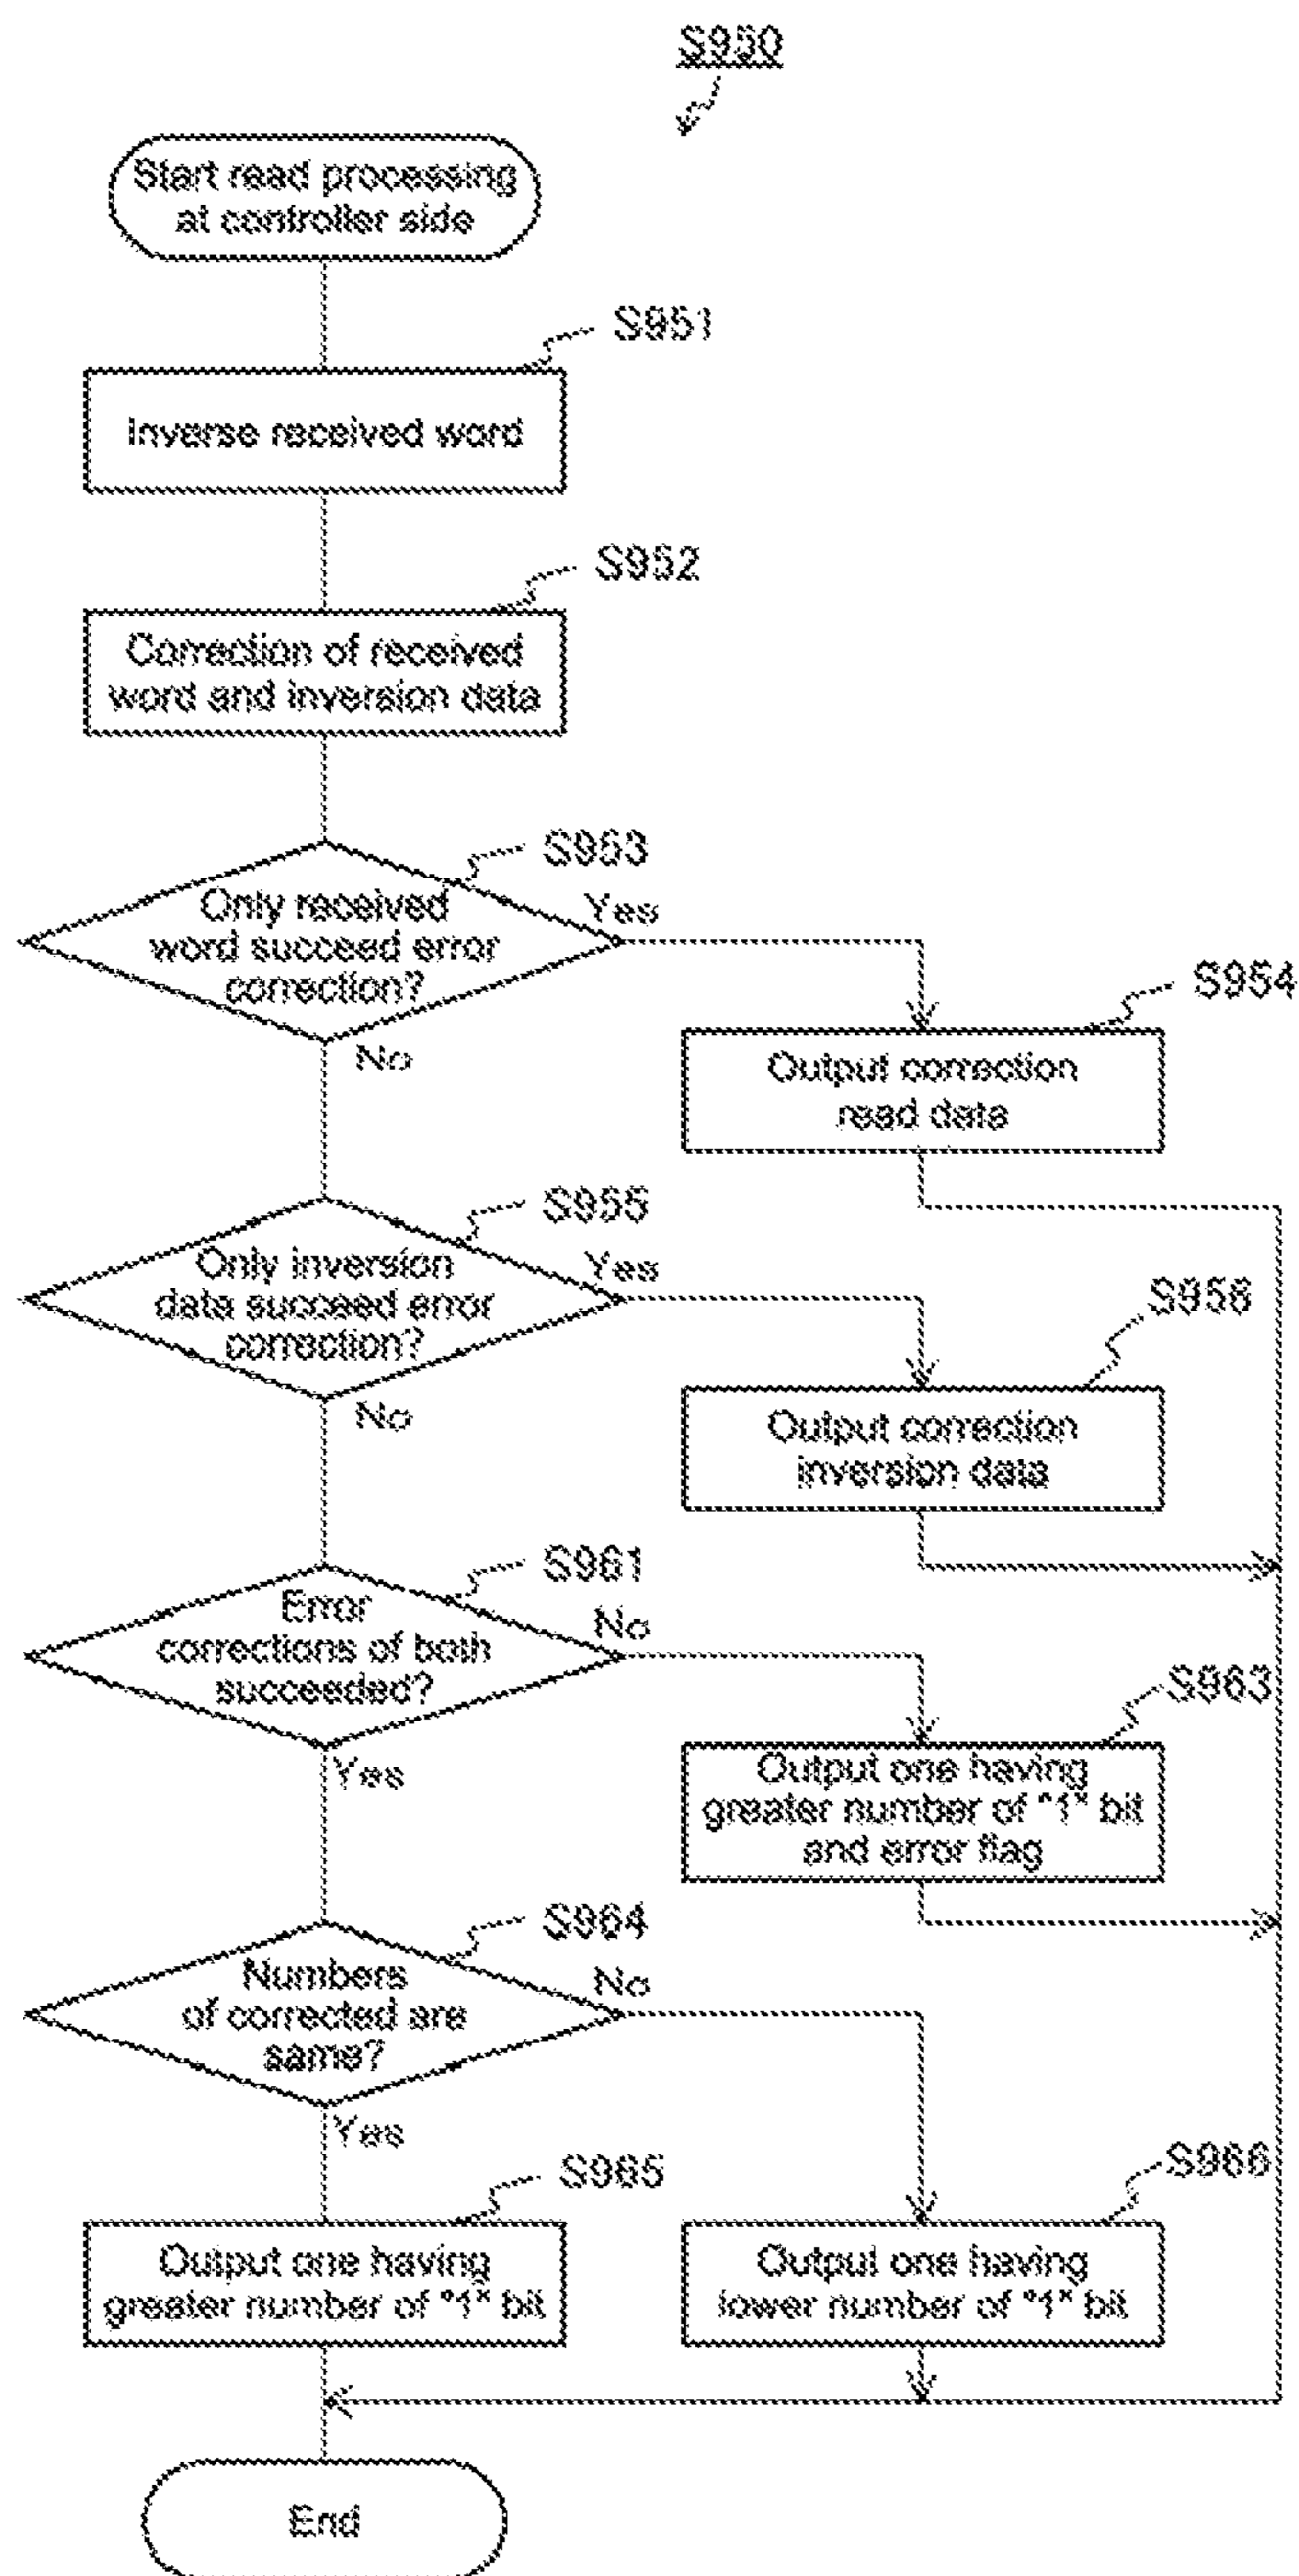 S950
Start read processing
at controller side
S951
Inverse received word
S952
Correction of received
word and inversion data
S953
Only received
word succeed error
correction?
Yes
No
S954
Output correction
read data
S955
Only inversion
data succeed error
correction?
Yes
No
S956
Output correction
inversion data
S961
Error
corrections of both
succeeded?
No
Yes
S963
Output one having
greater number of "1" bit
and error flag
S964
Numbers
of corrected are
same?
No
Yes
S965
Output one having
greater number of "1" bit
S966
Output one having
lower number of "1" bit
End